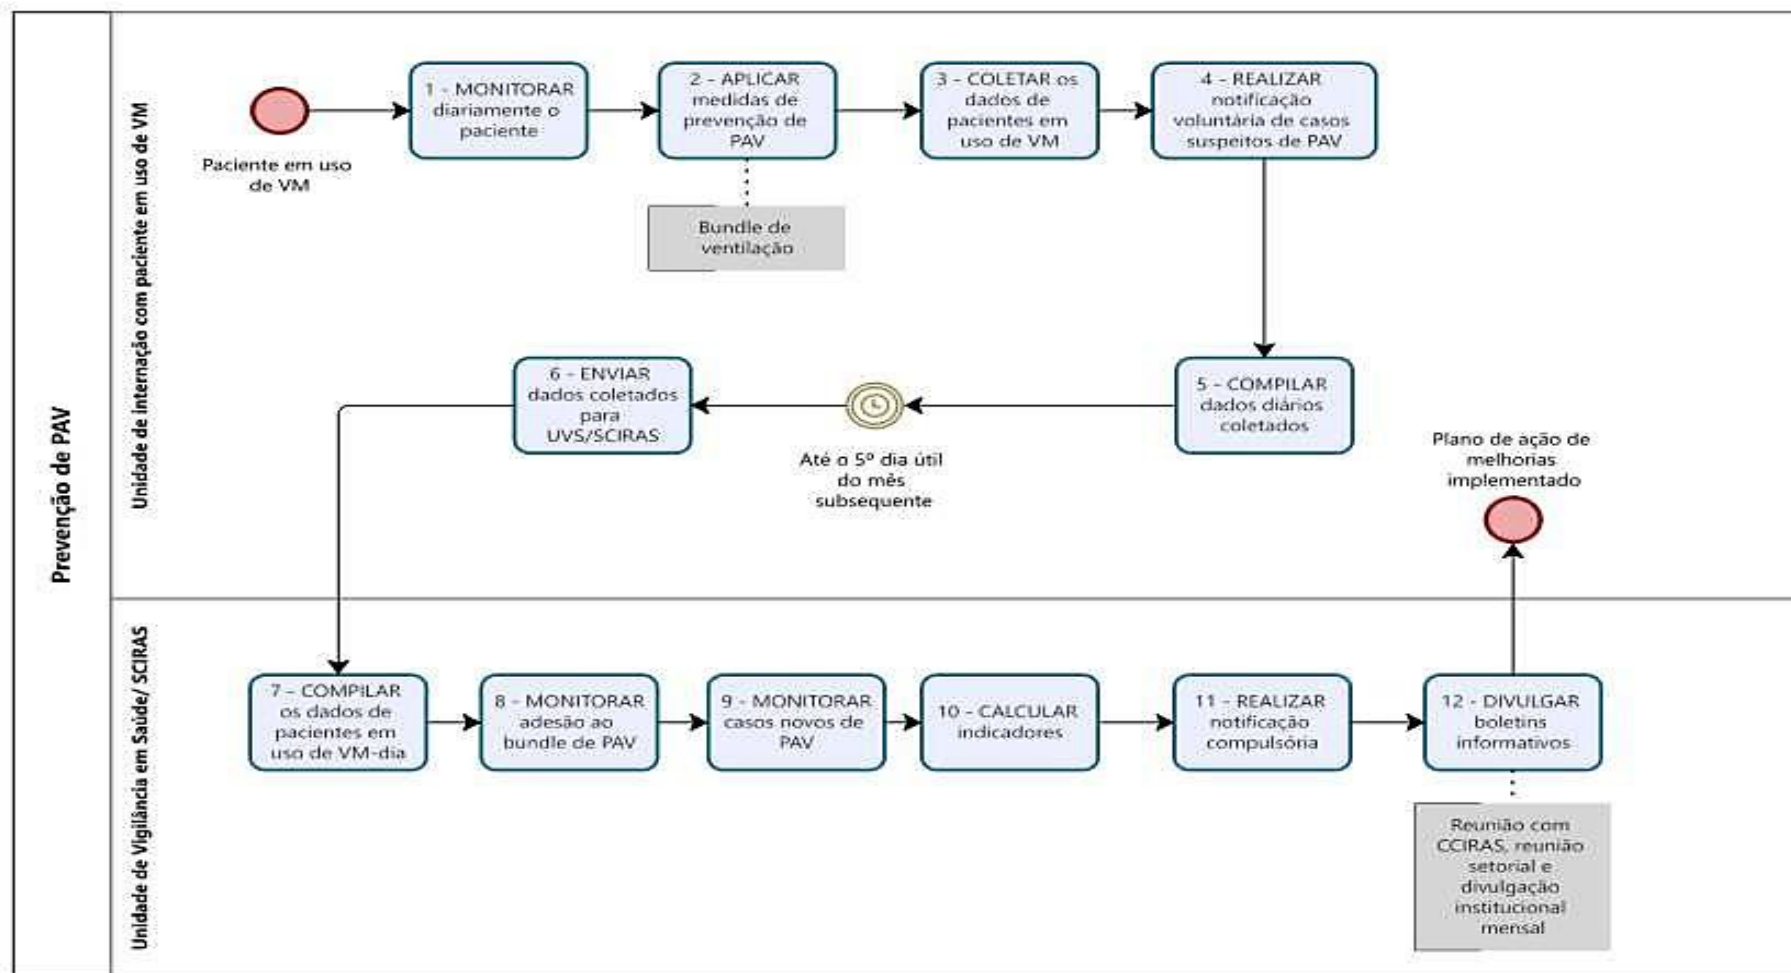 Prevenção de PAV
Unidade de internação com paciente em uso de VM
Paciente em uso
de VM
1 - MONITORAR
diariamente o
paciente
2 - APLICAR
medidas de
prevenção de
PAV
Bundle de
ventilação
3 - COLETAR os
dados de
pacientes em
uso de VM
4 - REALIZAR
notificação
voluntária de casos
suspeitos de PAV
5 - COMPILAR
dados diários
coletados
Até o 5º dia útil
do mês
subsequente
6 - ENVIAR
dados coletados
para
UVS/SCIRAS
Plano de ação de
melhorias
implementado
Unidade de Vigilância em Saúde/ SCIRAS
7 - COMPILAR
os dados de
pacientes em
uso de VM-dia
8 - MONITORAR
adesão ao
bundle de PAV
9 - MONITORAR
casos novos de
PAV
10 - CALCULAR
indicadores
11 - REALIZAR
notificação
compulsória
12 - DIVULGAR
boletins
informativos
Reunião com
CCIRAS, reunião
setorial e
divulgação
institucional
mensal